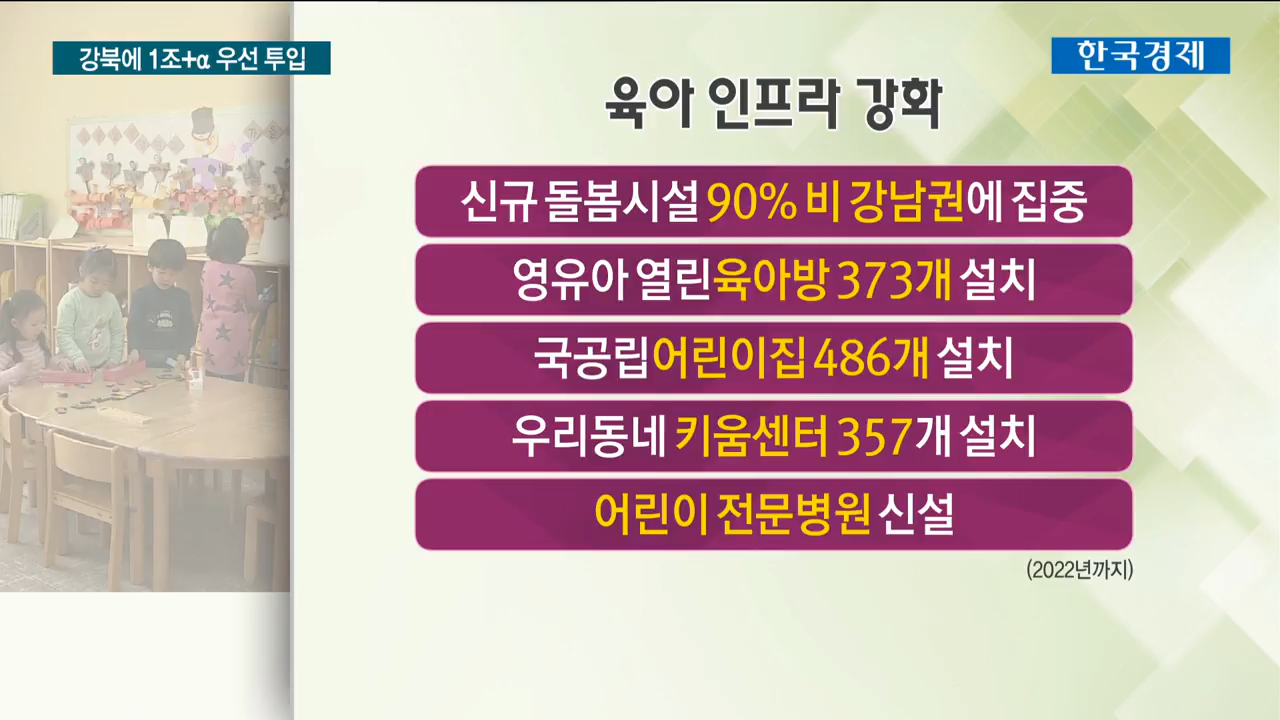 강북에 1조+α 우선 투입
한국경제
육아 인프라 강화
신규 돌봄시설 90% 비 강남권에 집중
영유아 열린육아방 373개 설치
국공립어린이집 486개 설치
우리동네 키움센터 357개 설치
어린이 전문병원 신설
(2022년까지)